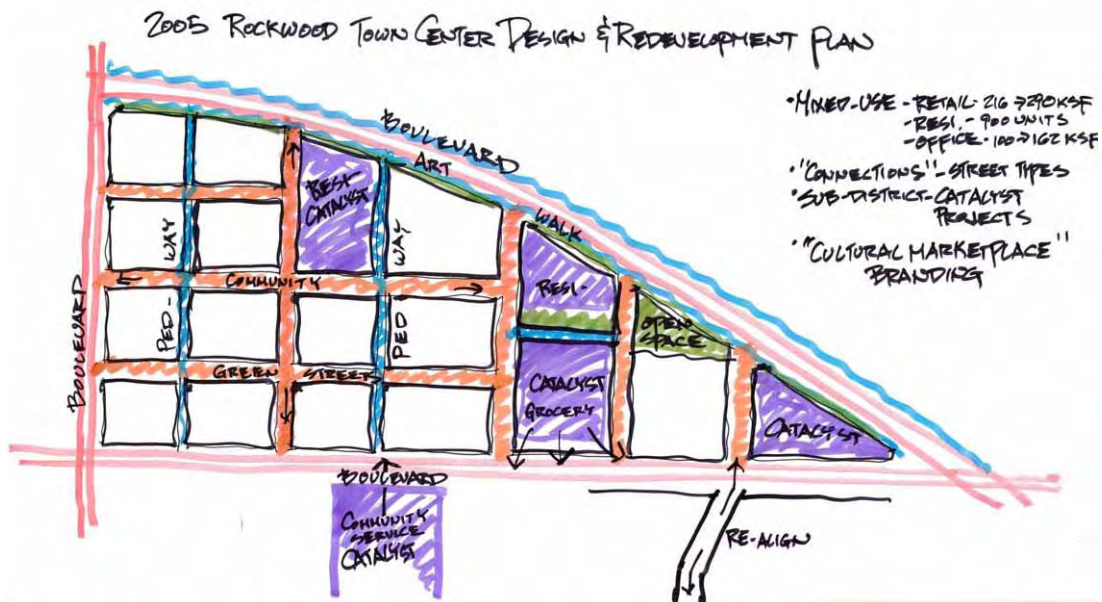 2005 ROCKWOOD TOWN CENTER DESIGN & REDEVELOPMENT PLAN
• MIXED-USE - RETAIL - 216 → 290 KSF
- RESI. - 900 UNITS
- OFFICE - 100 → 162 KSF
• "CONNECTIONS" - STREET TYPES
• SUB-DISTRICT - CATALYST
PROJECTS
• "CULTURAL MARKETPLACE"
BRANDING
BOULEVARD
ART
WALK
RESI-
CATALYST
PED-
WAY
PED
WAY
COMMUNITY
RESI-
OPEN
SPACE
BOULEVARD
GREEN STREET
CATALYST
GROCERY
CATALYST
BOULEVARD
COMMUNITY
SERVICE
CATALYST
RE-ALIGN